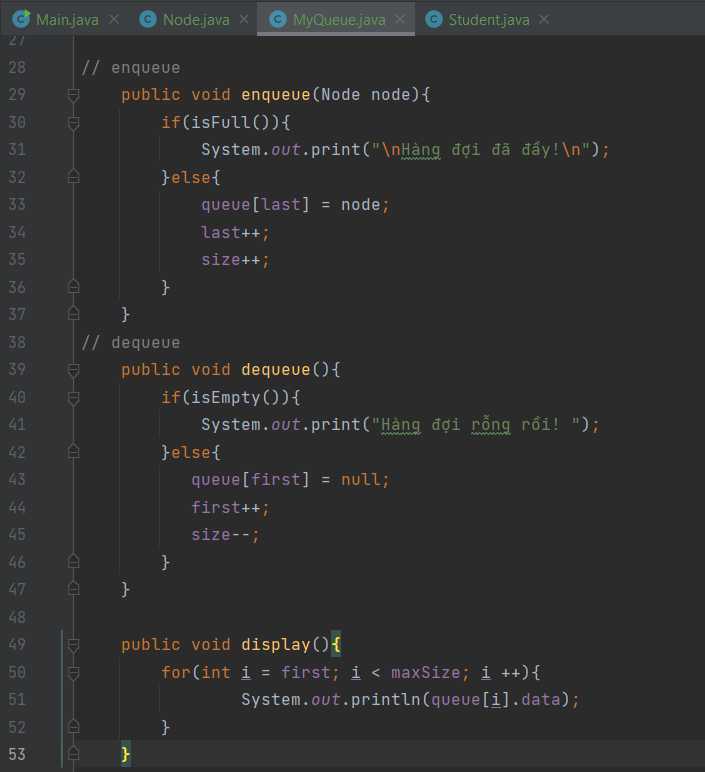 Main.java × Node.java × MyQueue.java × Student.java ×
27
28 // enqueue
29     public void enqueue(Node node){
30         if(isFull()){
31             System.out.print("\nHàng đợi đã đầy!\n");
32         }else{
33             queue[last] = node;
34             last++;
35             size++;
36         }
37     }
38 // dequeue
39     public void dequeue(){
40         if(isEmpty()){
41             System.out.print("Hàng đợi rỗng rồi! ");
42         }else{
43            queue[first] = null;
44            first++;
45            size--;
46         }
47     }
48
49     public void display(){
50         for(int i = first; i < maxSize; i ++){
51                 System.out.println(queue[i].data);
52         }
53     }